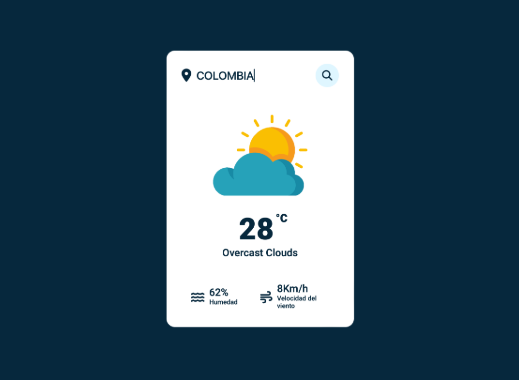 COLOMBIA
28°C
Overcast Clouds
62%
Humedad
8Km/h
Velocidad del
viento